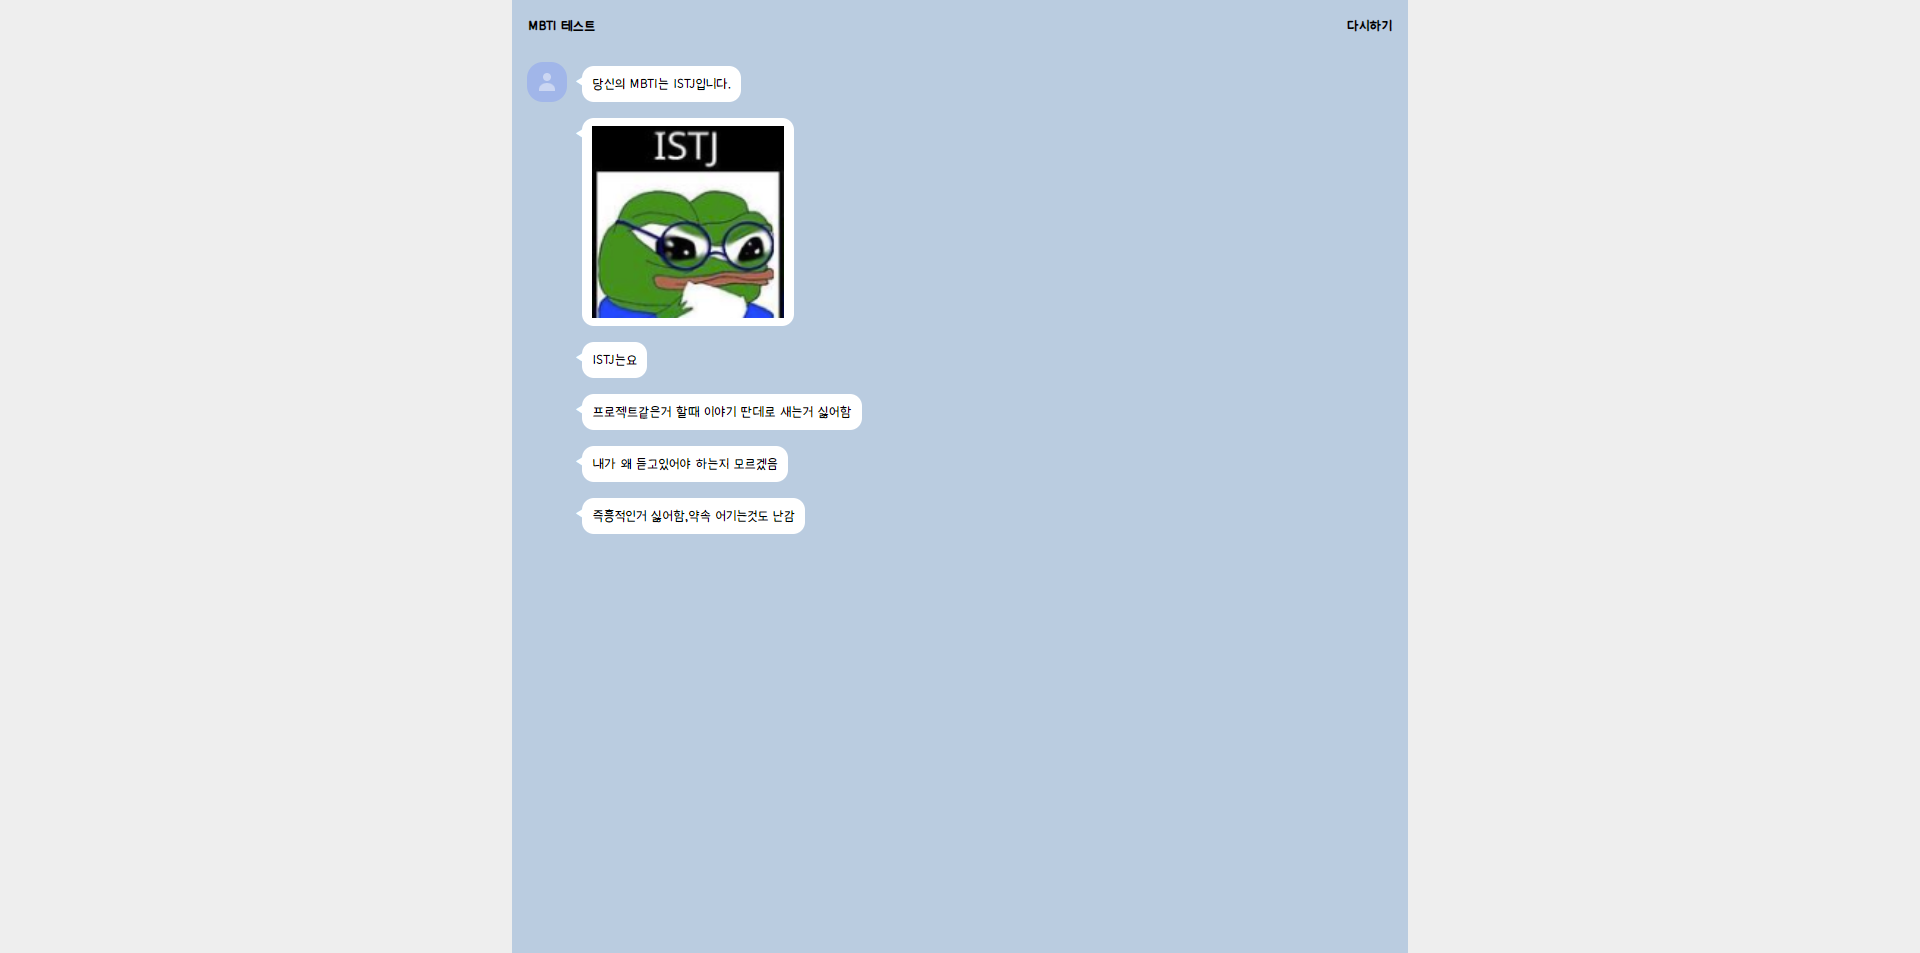 MBTI 테스트
다시하기
당신의 MBTI는 ISTJ입니다.
ISTJ
ISTJ는요
프로젝트같은거 할때 이야기 딴데로 새는거 싫어함
내가 왜 듣고있어야 하는지 모르겠음
즉흥적인거 싫어함,약속 어기는것도 난감